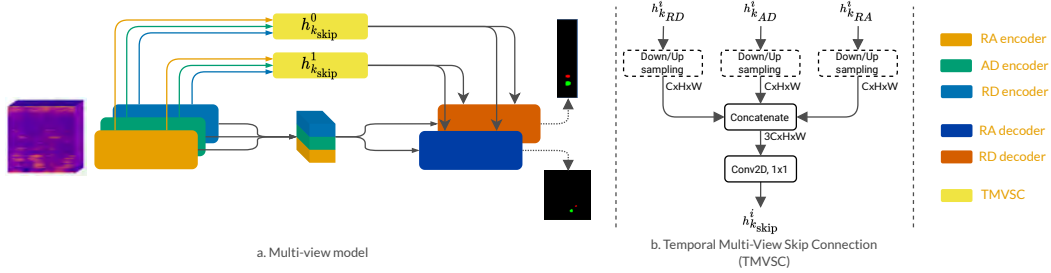 h^0_{k_skip}
h^1_{k_skip}
a. Multi-view model
h^i_{k_RD} h^i_{k_AD} h^i_{k_RA}
Down/Up sampling Down/Up sampling Down/Up sampling
CxHxW CxHxW CxHxW
Concatenate
3CxHxW
Conv2D, 1x1
h^i_{k_skip}
b. Temporal Multi-View Skip Connection
(TMVSC)
RA encoder
AD encoder
RD encoder
RA decoder
RD decoder
TMVSC